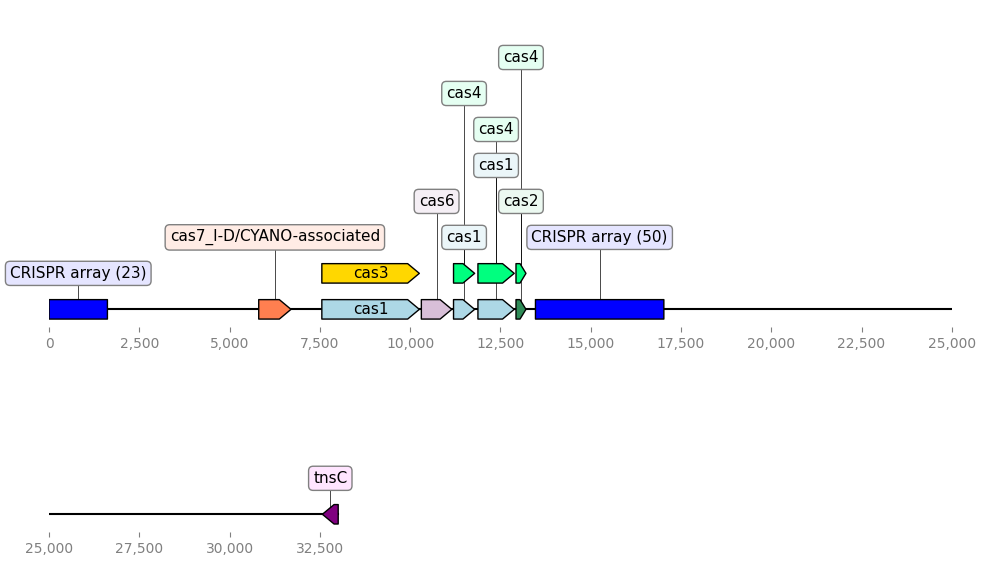 cas4
cas4
cas4
cas1
cas6 cas2
cas7_I-D/CYANO-associated cas1 CRISPR array (50)
CRISPR array (23) cas3
cas1
0 2,500 5,000 7,500 10,000 12,500 15,000 17,500 20,000 22,500 25,000
tnsC
25,000 27,500 30,000 32,500